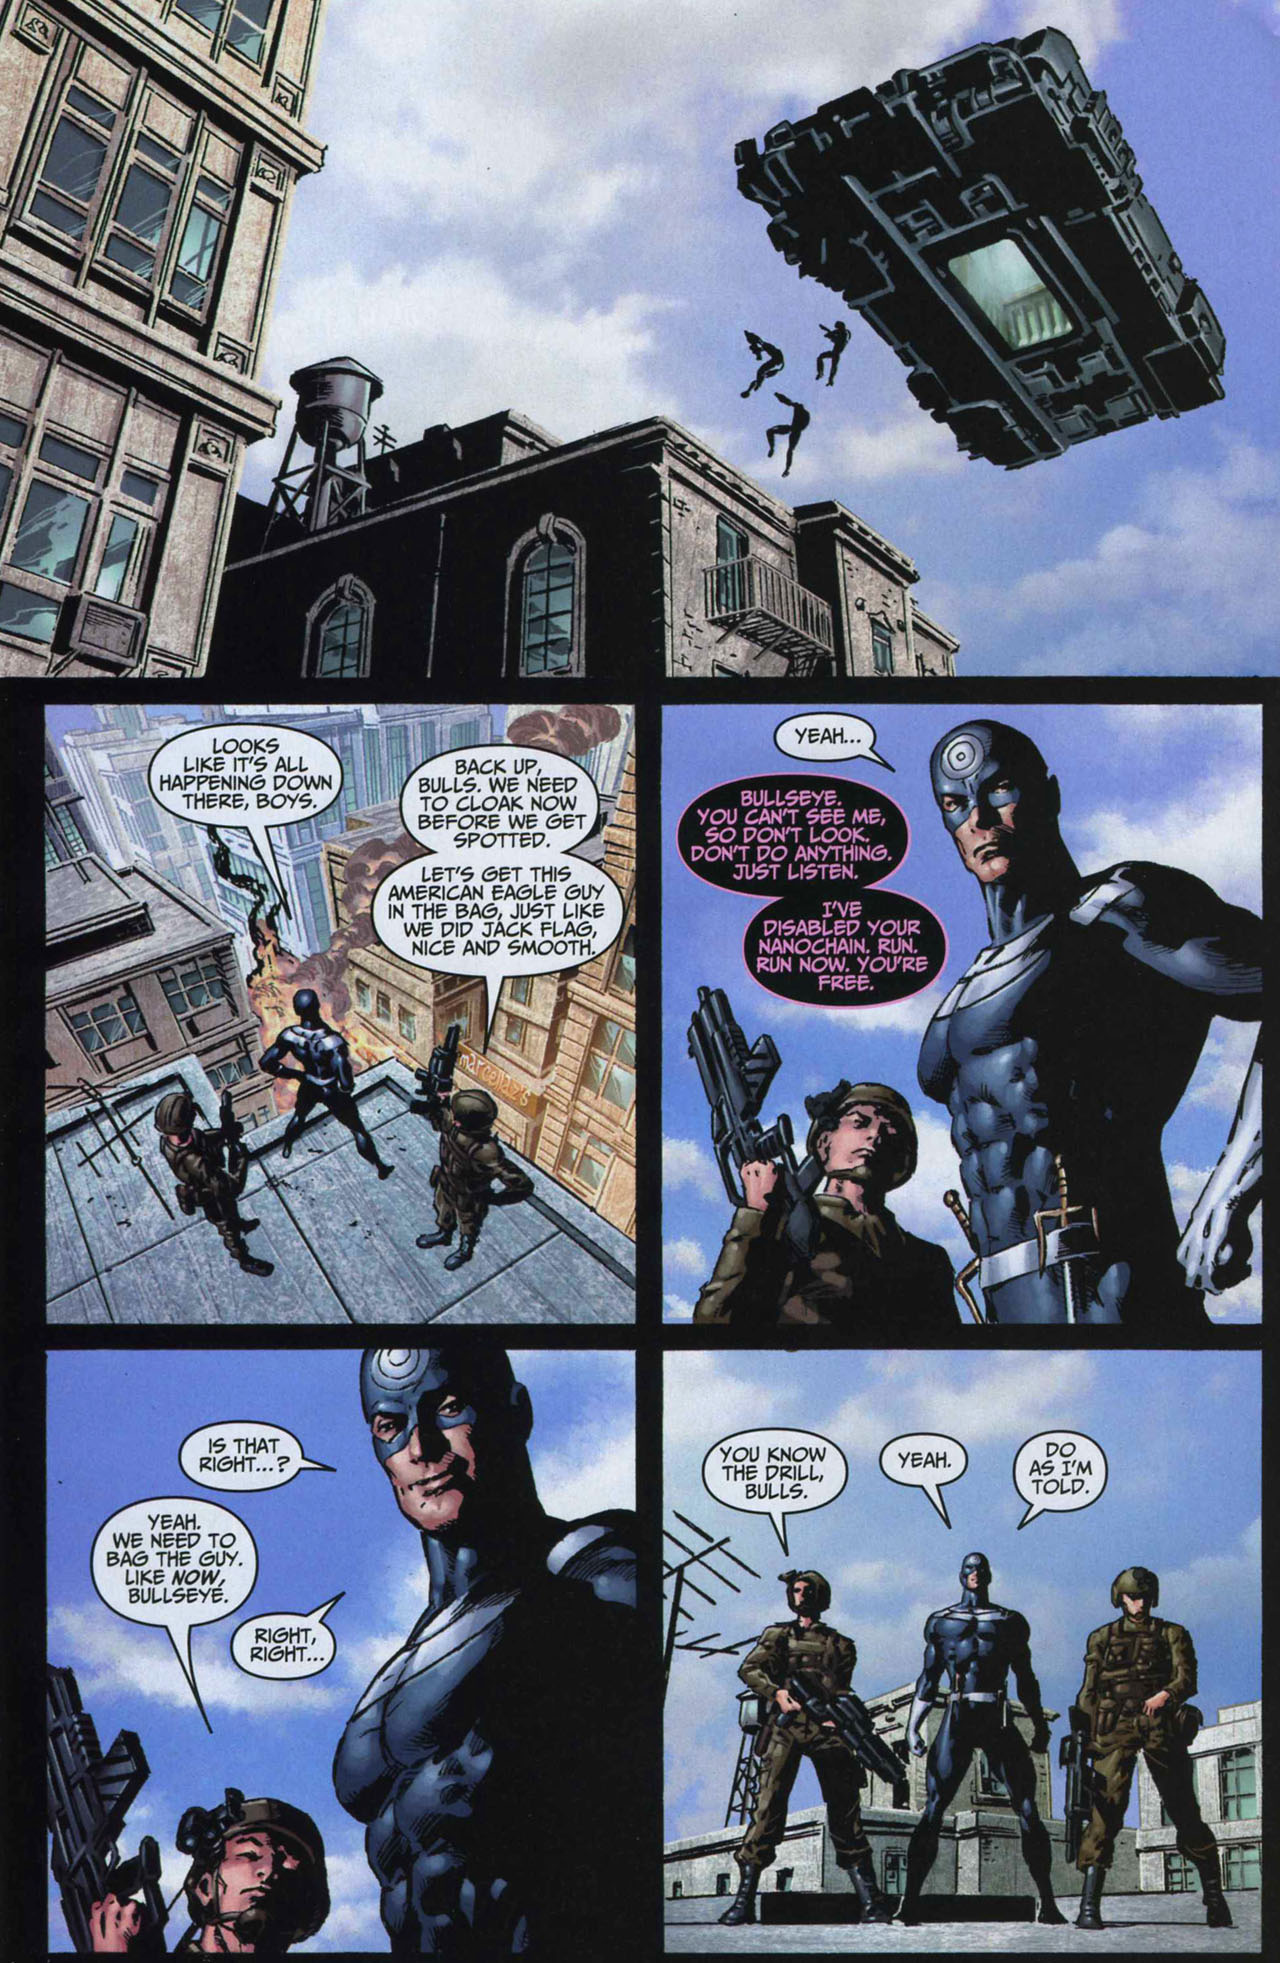 LOOKS
LIKE IT'S ALL
HAPPENING DOWN
THERE, BOYS.
BACK UP,
BULLS. WE NEED
TO CLOAK NOW
BEFORE WE GET
SPOTTED.
LET'S GET THIS
AMERICAN EAGLE GUY
IN THE BAG, JUST LIKE
WE DID JACK FLAG,
NICE AND SMOOTH.
YEAH...
BULLSEYE.
YOU CAN'T SEE ME,
SO DON'T LOOK.
DON'T DO ANYTHING.
JUST LISTEN.
I'VE
DISABLED YOUR
NANOCHAIN. RUN.
RUN NOW. YOU'RE
FREE.
IS THAT
RIGHT...?
YEAH.
WE NEED TO
BAG THE GUY.
LIKE NOW,
BULLSEYE.
RIGHT,
RIGHT...
YOU KNOW
THE DRILL,
BULLS.
YEAH.
DO
AS I'M
TOLD.